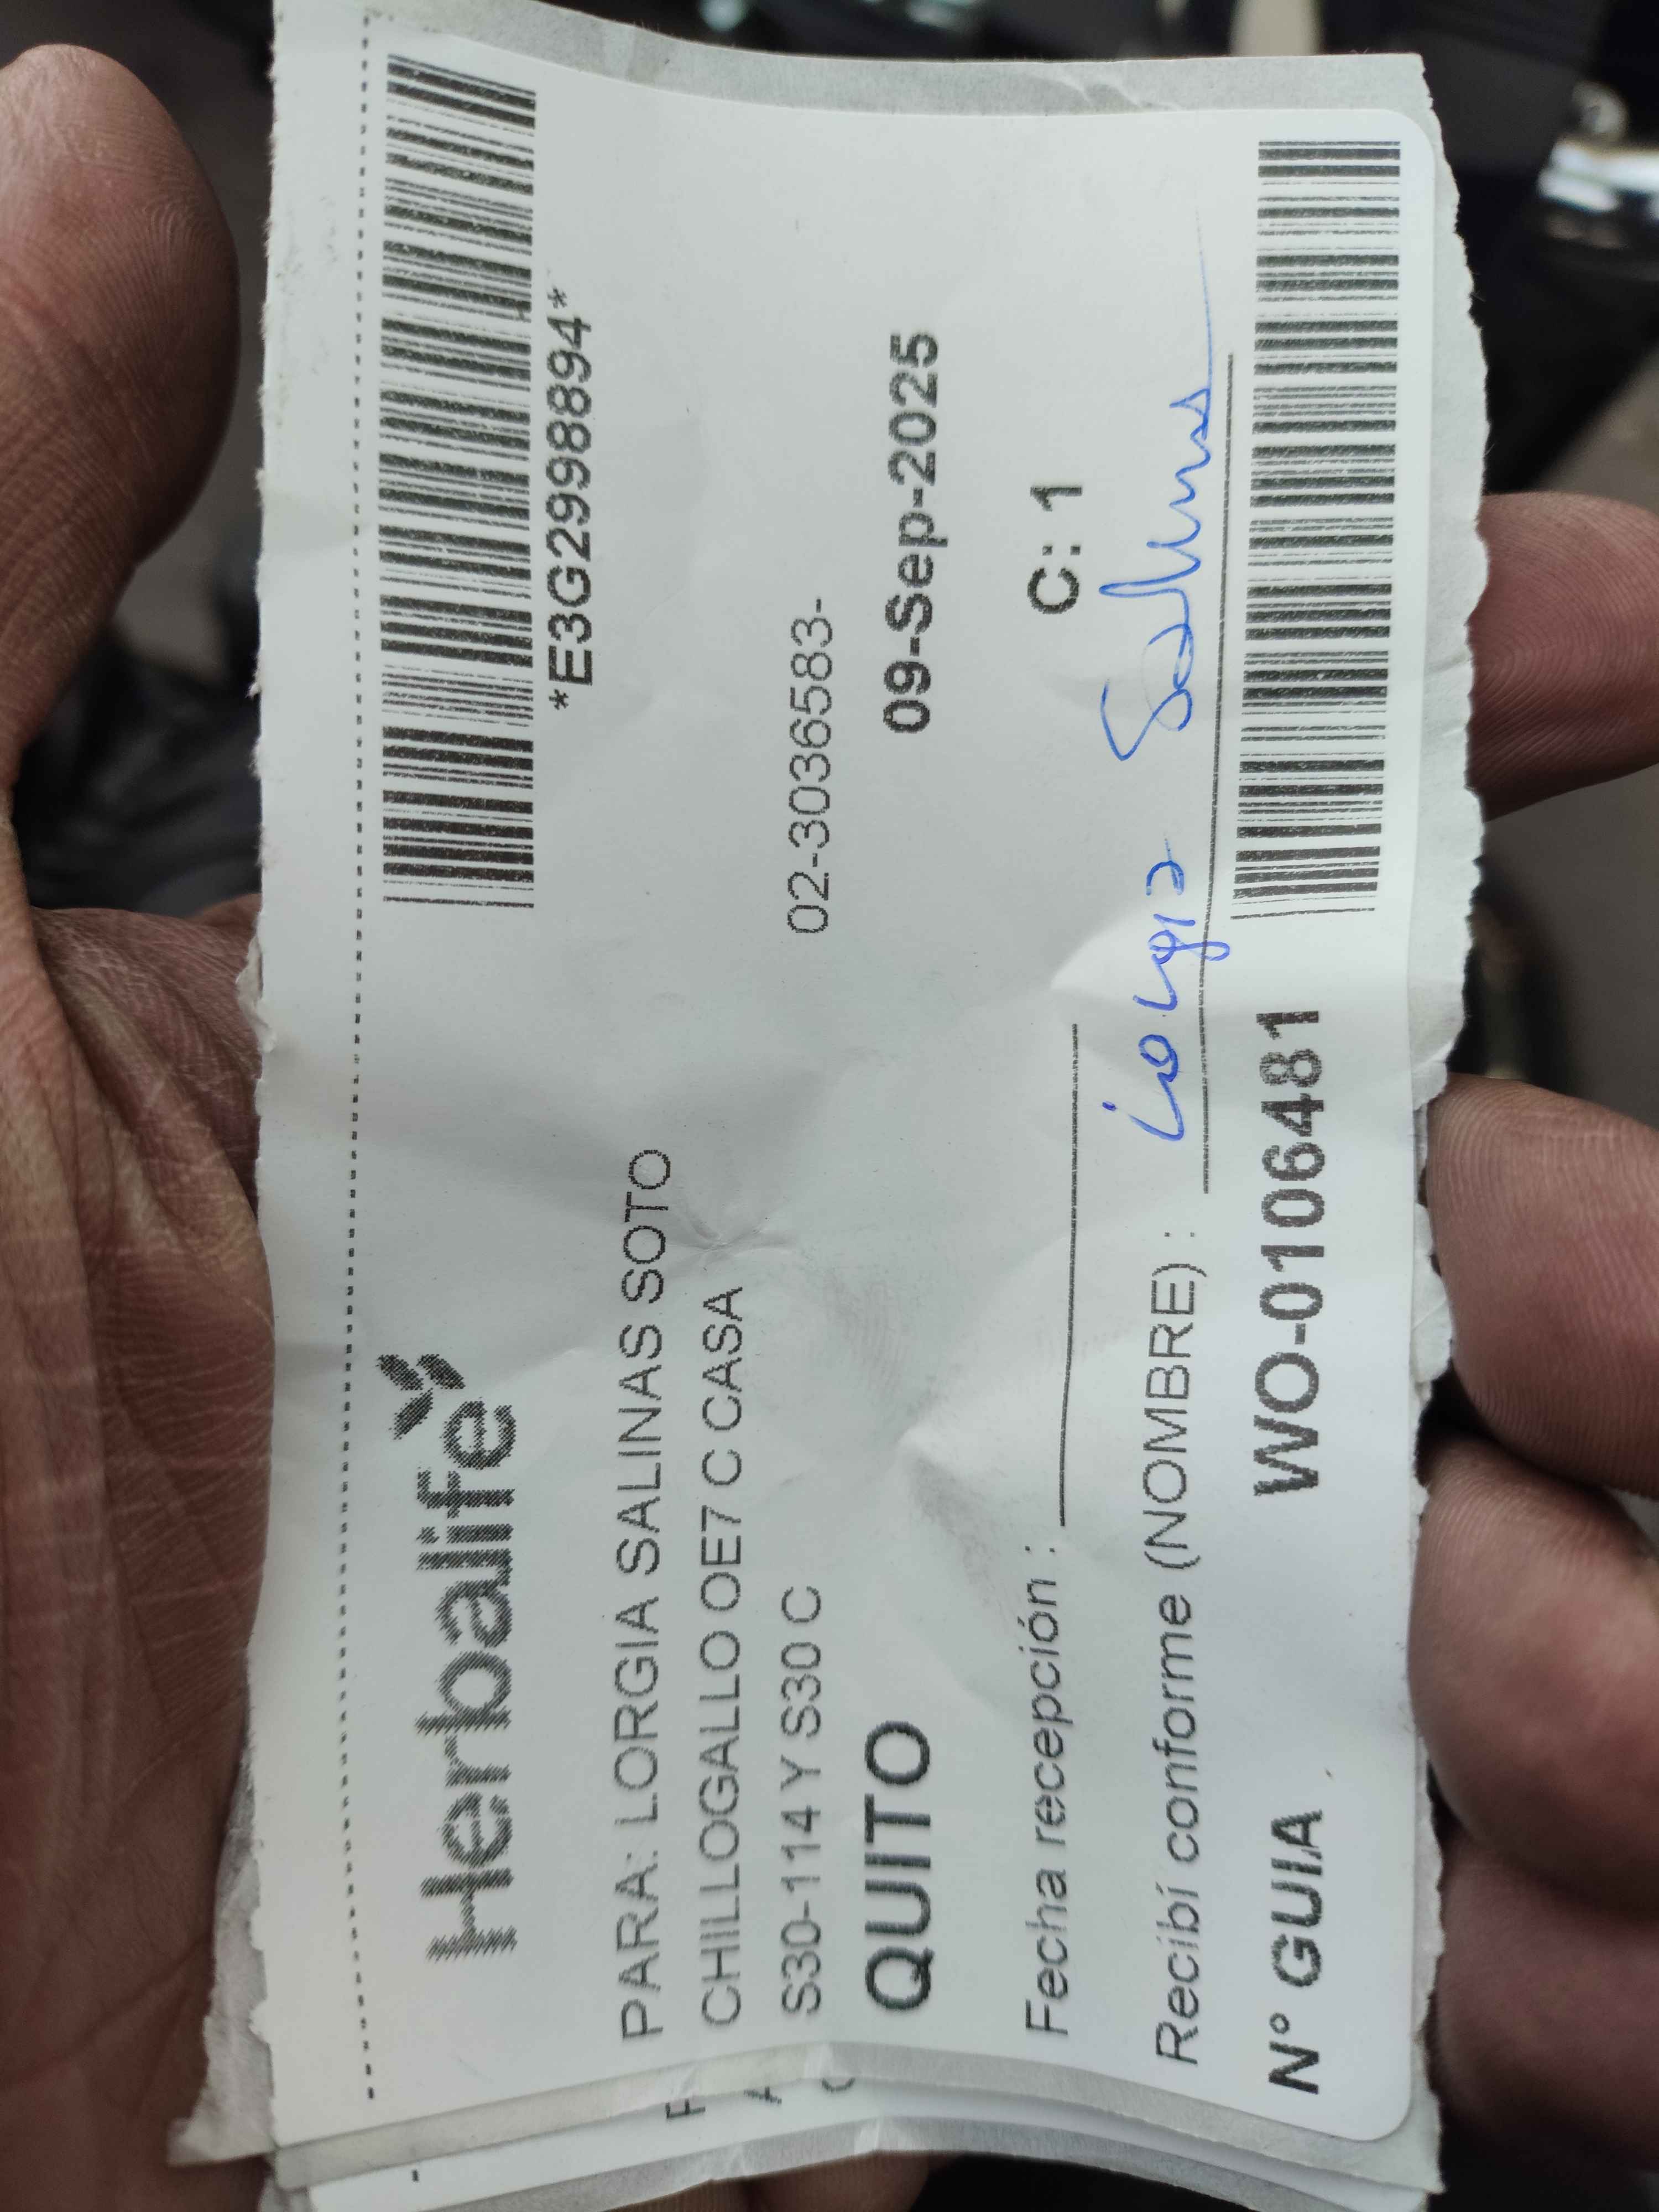 Herbalife
*E3G2998894*
PARA: LORGIA SALINAS SOTO
CHILLOGALLO OE7 C CASA
S30-114 Y S30 C
02-3036583-
QUITO
09-Sep-2025
Fecha recepción :
C: 1
Recibí conforme (NOMBRE) : Lorgia Salinas
N° GUIA
WO-0106481